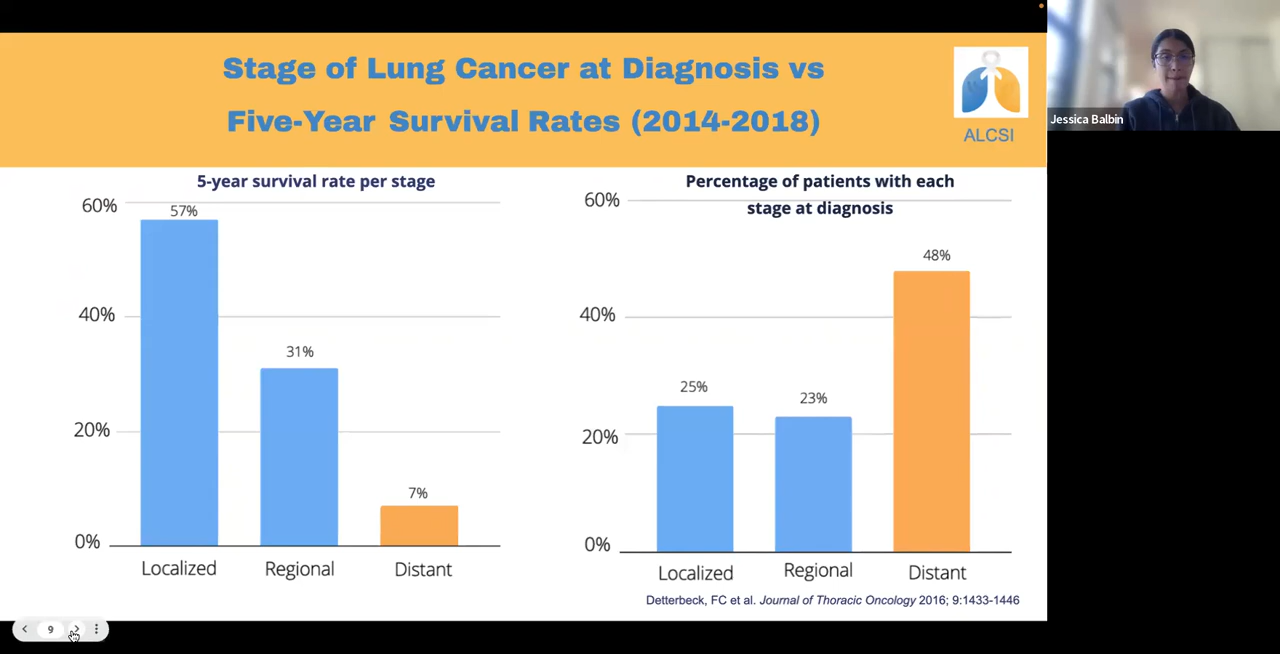 Stage of Lung Cancer at Diagnosis vs
Five-Year Survival Rates (2014-2018)
ALCSI
Jessica Balbin
5-year survival rate per stage
60%
57%
40%
31%
20%
7%
0%
Localized
Regional
Distant
Percentage of patients with each
stage at diagnosis
60%
48%
40%
25%
23%
20%
0%
Localized
Regional
Distant
Detterbeck, FC et al. Journal of Thoracic Oncology 2016; 9:1433-1446
9